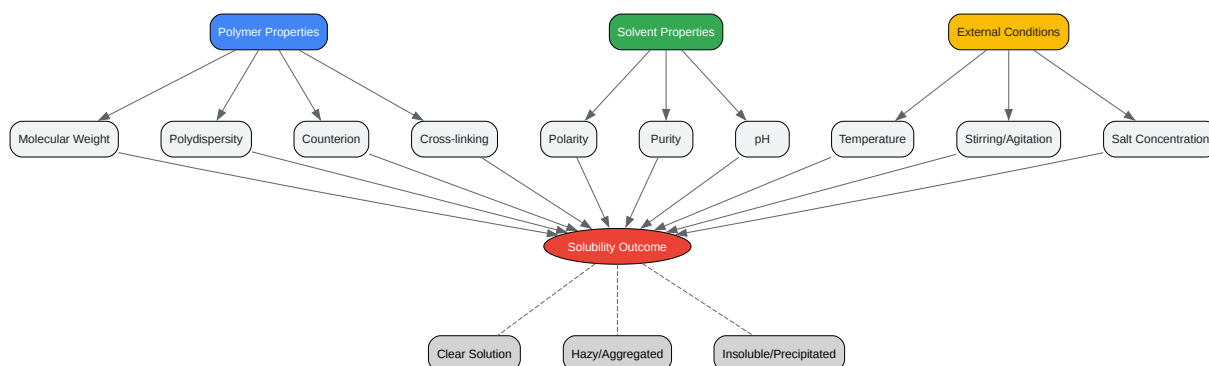 Polymer Properties
Solvent Properties
External Conditions
Molecular Weight
Polydispersity
Counterion
Cross-linking
Polarity
Purity
pH
Temperature
Stirring/Agitation
Salt Concentration
Solubility Outcome
Clear Solution
Hazy/Aggregated
Insoluble/Precipitated